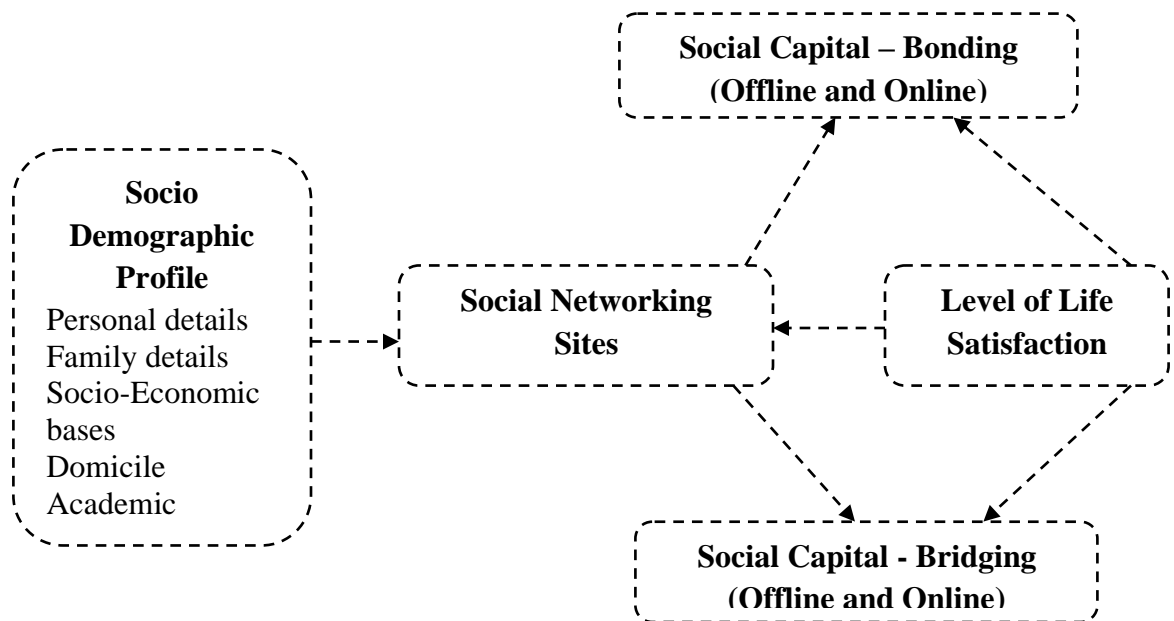 Social Capital – Bonding
(Offline and Online)
Socio
Demographic
Profile
Personal details
Family details
Socio-Economic
bases
Domicile
Academic
Social Networking
Sites
Level of Life
Satisfaction
Social Capital - Bridging
(Offline and Online)